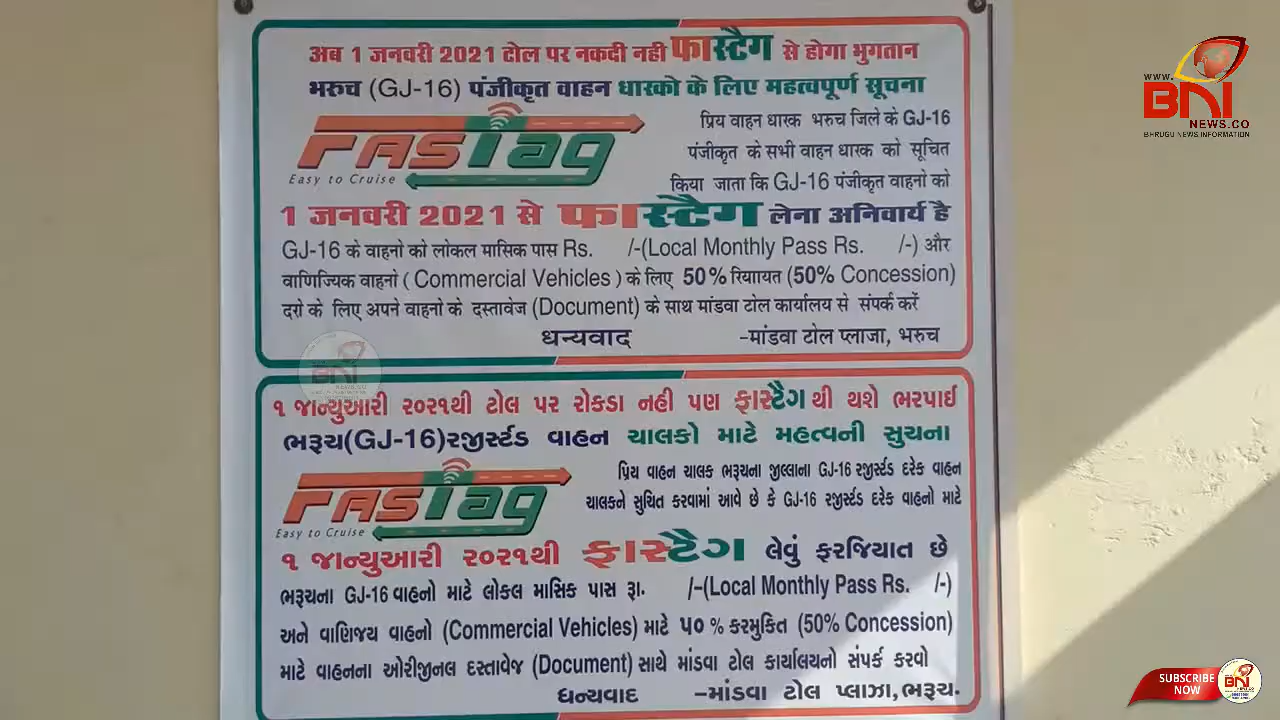 अब 1 जनवरी 2021 टोल पर नकदी नही फास्टैग से होगा भुगतान
भरुच (GJ-16) पंजीकृत वाहन धारको के लिए महत्वपूर्ण सूचना
FASTag
Easy to Cruise
प्रिय वाहन धारक भरुच जिले के GJ-16
पंजीकृत के सभी वाहन धारक को सूचित
किया जाता कि GJ-16 पंजीकृत वाहनो को
1 जनवरी 2021 से फास्टैग लेना अनिवार्य है
GJ-16 के वाहनो को लोकल मासिक पास Rs. /-(Local Monthly Pass Rs. /-) और
वाणिज्यिक वाहनो (Commercial Vehicles) के लिए 50% रियाायत (50% Concession)
दरो के लिए अपने वाहनो के दस्तावेज (Document) के साथ मांडवा टोल कार्यालय से संपर्क करें
धन्यवाद -मांडवा टोल प्लाजा, भरुच
૧ જાન્યુઆરી ૨૦૨૧થી ટોલ પર રોકડા નહી પણ ફાસ્ટૅગ થી થશે ભરપાઈ
ભરૂચ(GJ-16)રજીસ્ટર્ડ વાહન ચાલકો માટે મહત્વની સુચના
FASTag
Easy to Cruise
પ્રિય વાહન ચાલક ભરૂચના જીલ્લાના GJ-16 રજીસ્ટર્ડ દરેક વાહન
ચાલકને સુચિત કરવામાં આવે છે કે GJ-16 રજીસ્ટર્ડ દરેક વાહનો માટે
૧ જાન્યુઆરી ૨૦૨૧થી ફાસ્ટૅગ લેવું ફરજિયાત છે
ભરૂચના GJ-16 વાહનો માટે લોકલ માસિક પાસ રૂા. /-(Local Monthly Pass Rs. /-)
અને વાણિજય વાહનો (Commercial Vehicles) માટે ૫૦ % કરમુકિત (50% Concession)
માટે વાહનના ઓરીજીનલ દસ્તાવેજ (Document) સાથે માંડવા ટોલ કાર્યાલયનો સંપર્ક કરવો
ધન્યવાદ -માંડવા ટોલ પ્લાઝા, ભરૂચ.
WWW.
BNI
NEWS.CO
BHRUGU NEWS INFORMATION
SUBSCRIBE
NOW
BNI